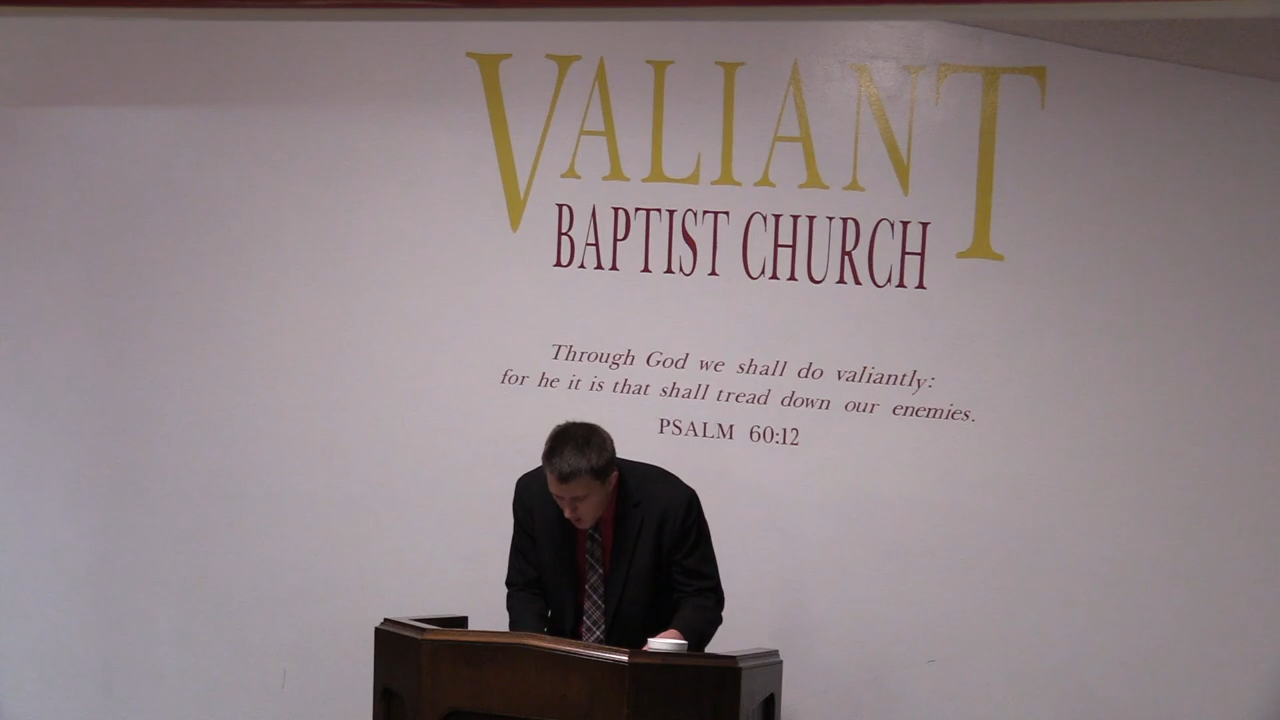 VALIANT
BAPTIST CHURCH
Through God we shall do valiantly:
for he it is that shall tread down our enemies.
PSALM 60:12